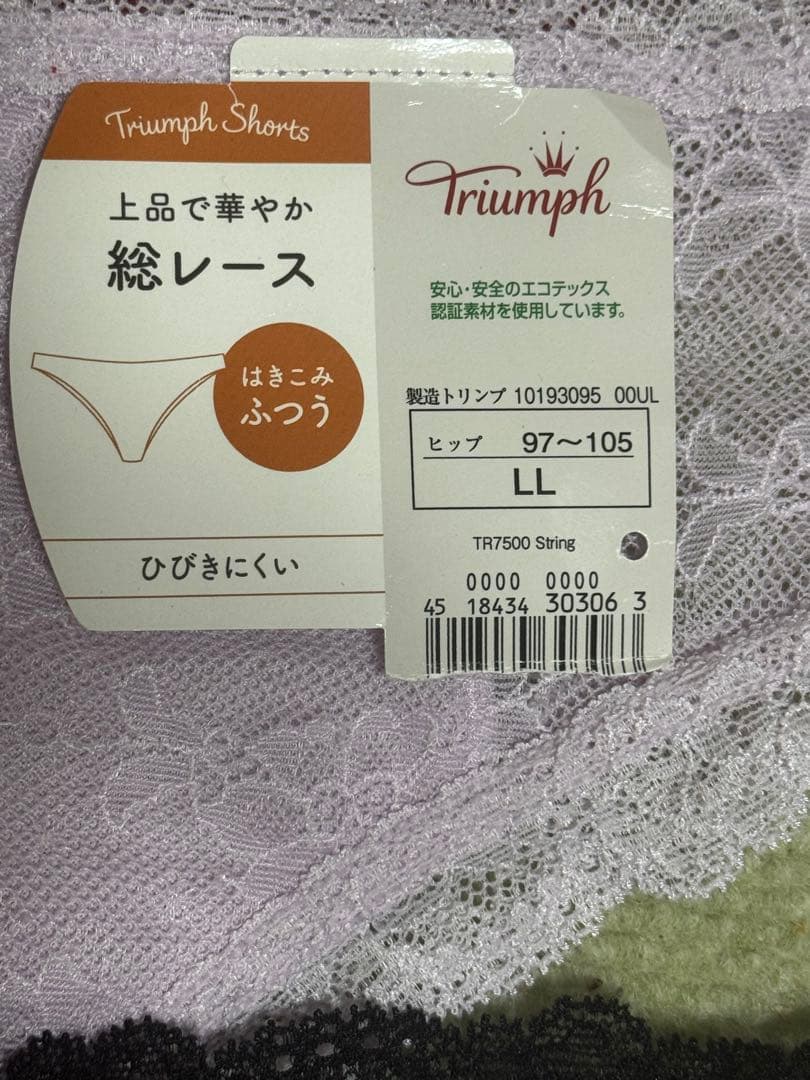 Triumph Shorts
上品で華やか
総レース
はきこみ
ふつう
ひびきにくい
Triumph
安心・安全のエコテックス
認証素材を使用しています。
製造トリンプ 10193095 00UL
ヒップ 97～105
LL
TR7500 String
0000 0000
45 18434 30306 3